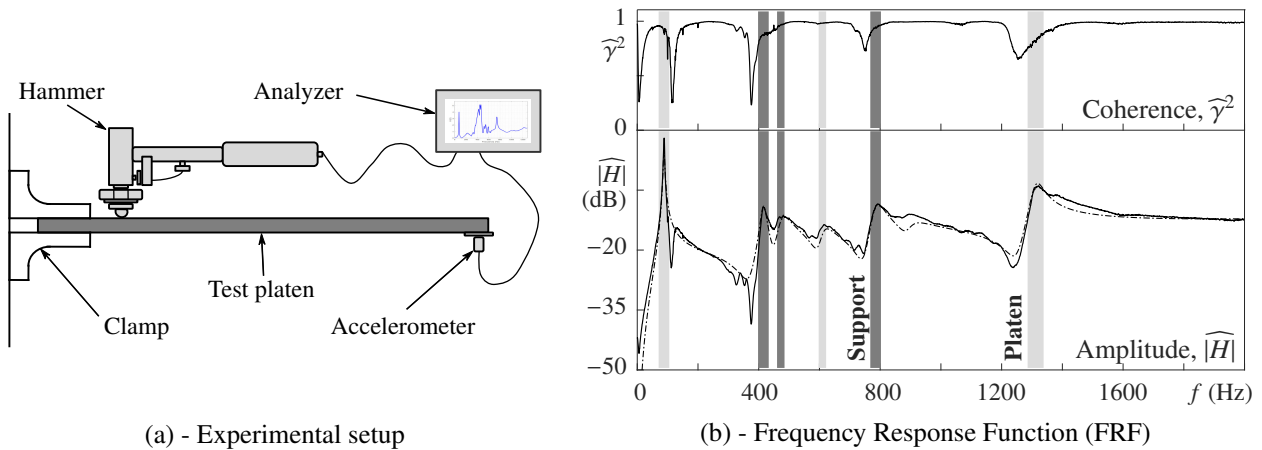 Hammer
Analyzer
Test platen
Clamp
Accelerometer
(a) - Experimental setup
1
γ̂²
0
Coherence, γ̂²
|Ĥ|
(dB)
−20
−35
−50
Support
Platen
Amplitude, |Ĥ|
0 400 800 1200 1600 f (Hz)
(b) - Frequency Response Function (FRF)